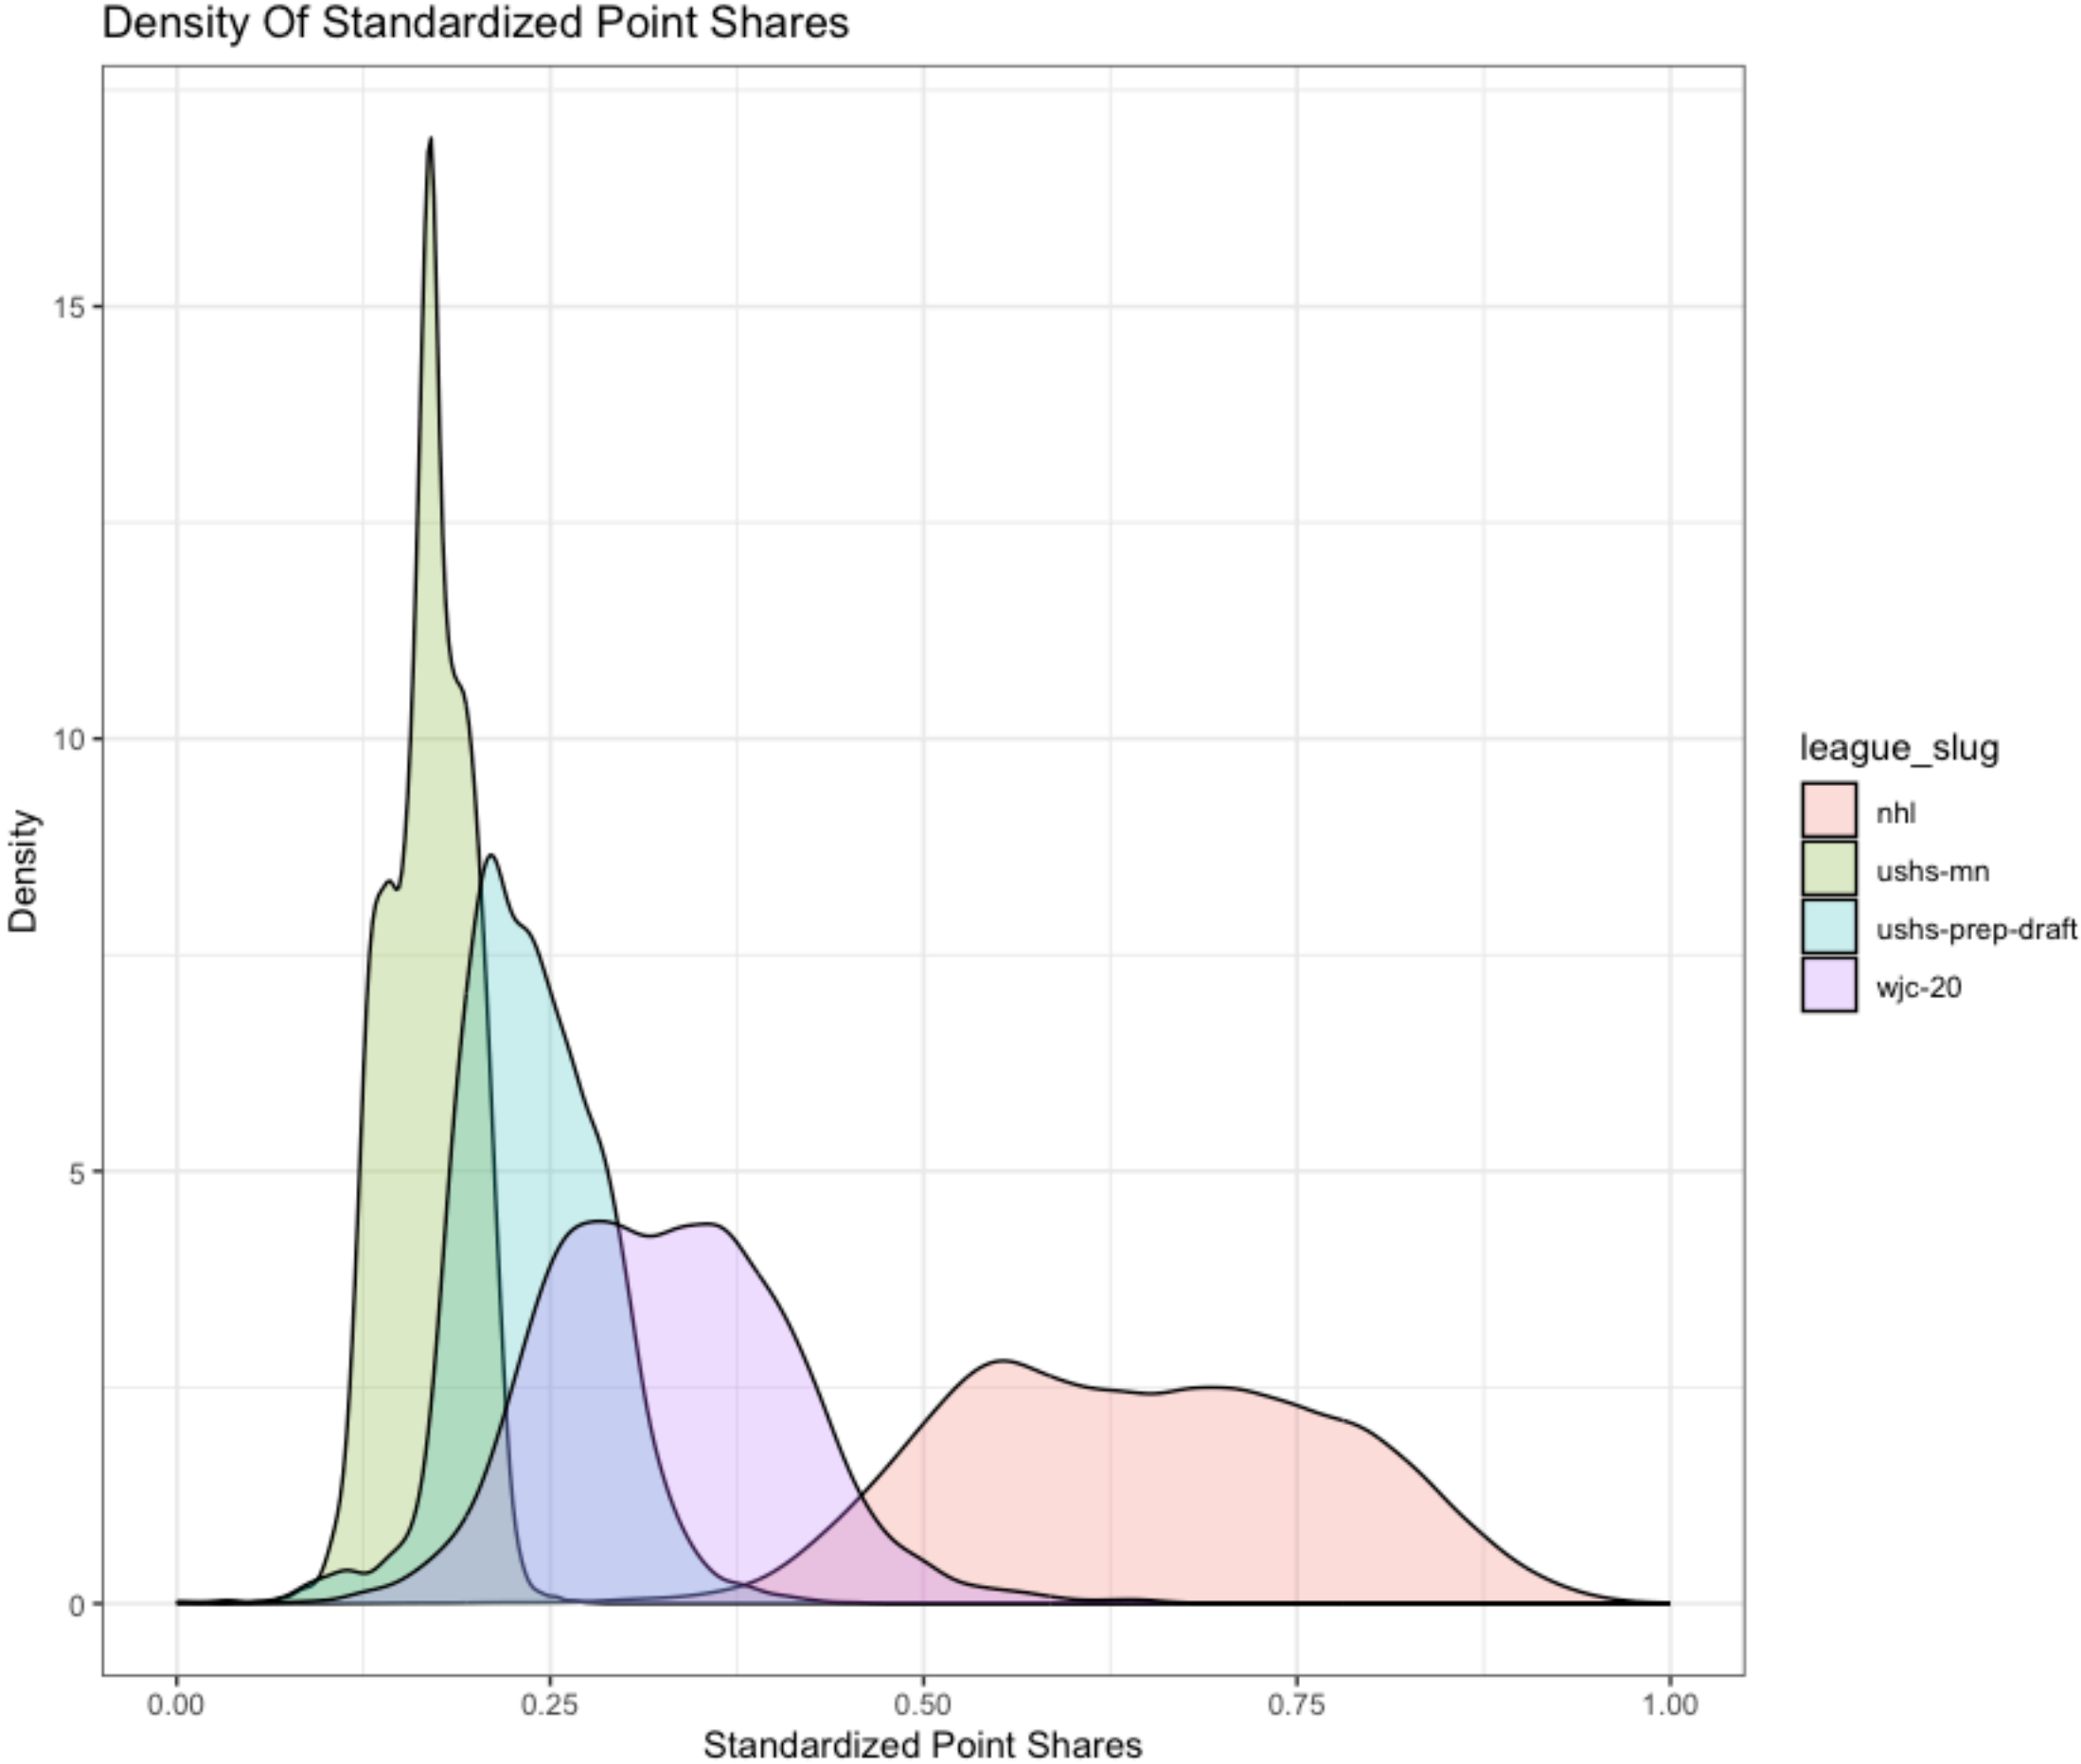 Density Of Standardized Point Shares
15
10
5
0
Density
0.00 0.25 0.50 0.75 1.00
Standardized Point Shares
league_slug
nhl
ushs-mn
ushs-prep-draft
wjc-20